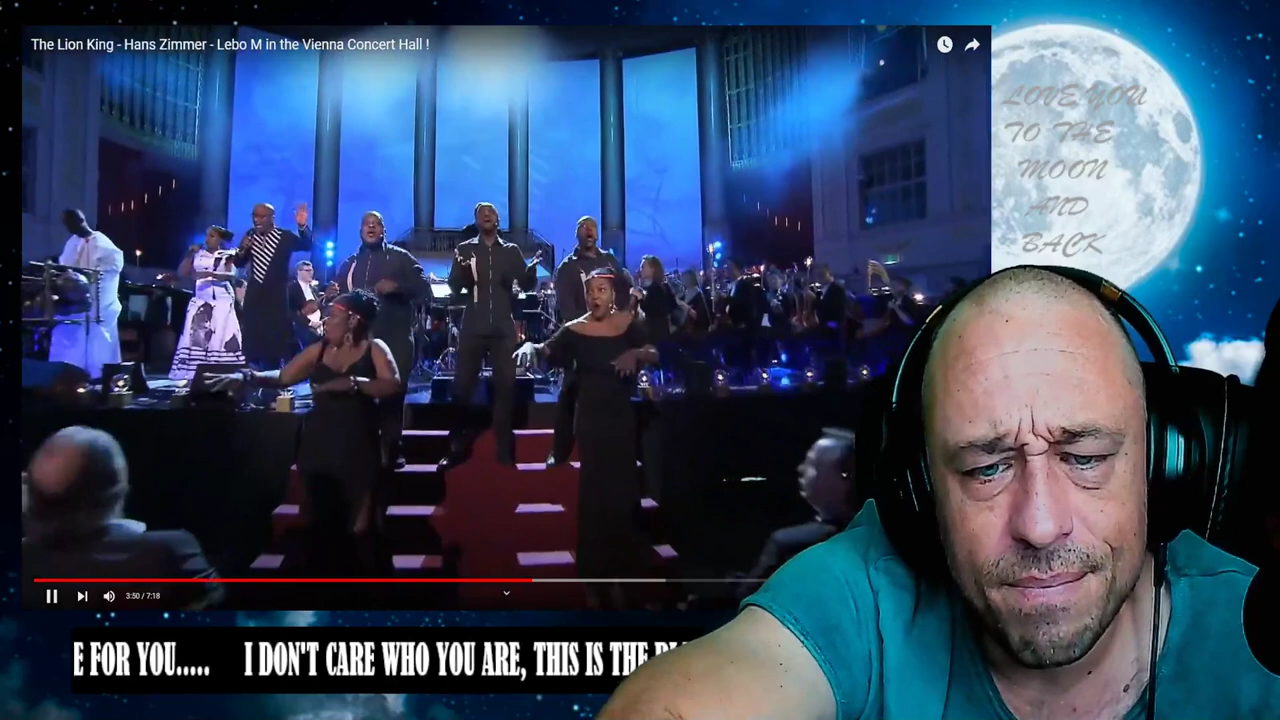 The Lion King - Hans Zimmer - Lebo M in the Vienna Concert Hall !
LOVE YOU
TO THE
MOON
AND
BACK
3:50 / 7:18
E FOR YOU..... I DON'T CARE WHO YOU ARE, THIS IS THE